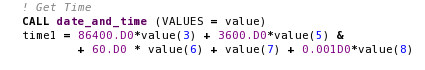 ! Get Time
CALL date_and_time (VALUES = value)
time1 = 86400.D0*value(3) + 3600.D0*value(5) &
+ 60.D0 * value(6) + value(7) + 0.001D0*value(8)